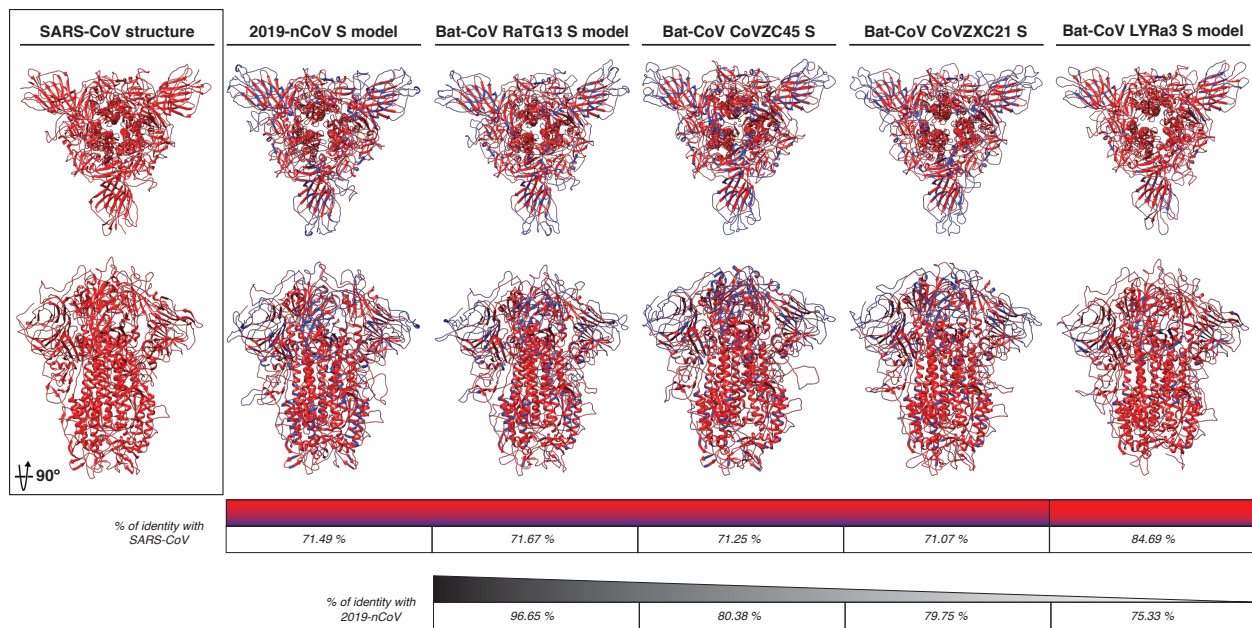 SARS-CoV structure
2019-nCoV S model
Bat-CoV RaTG13 S model
Bat-CoV CoVZC45 S
Bat-CoV CoVZXC21 S
Bat-CoV LYRa3 S model
90º
% of identity with
SARS-CoV
71.49 %
71.67 %
71.25 %
71.07 %
84.69 %
% of identity with
2019-nCoV
96.65 %
80.38 %
79.75 %
75.33 %